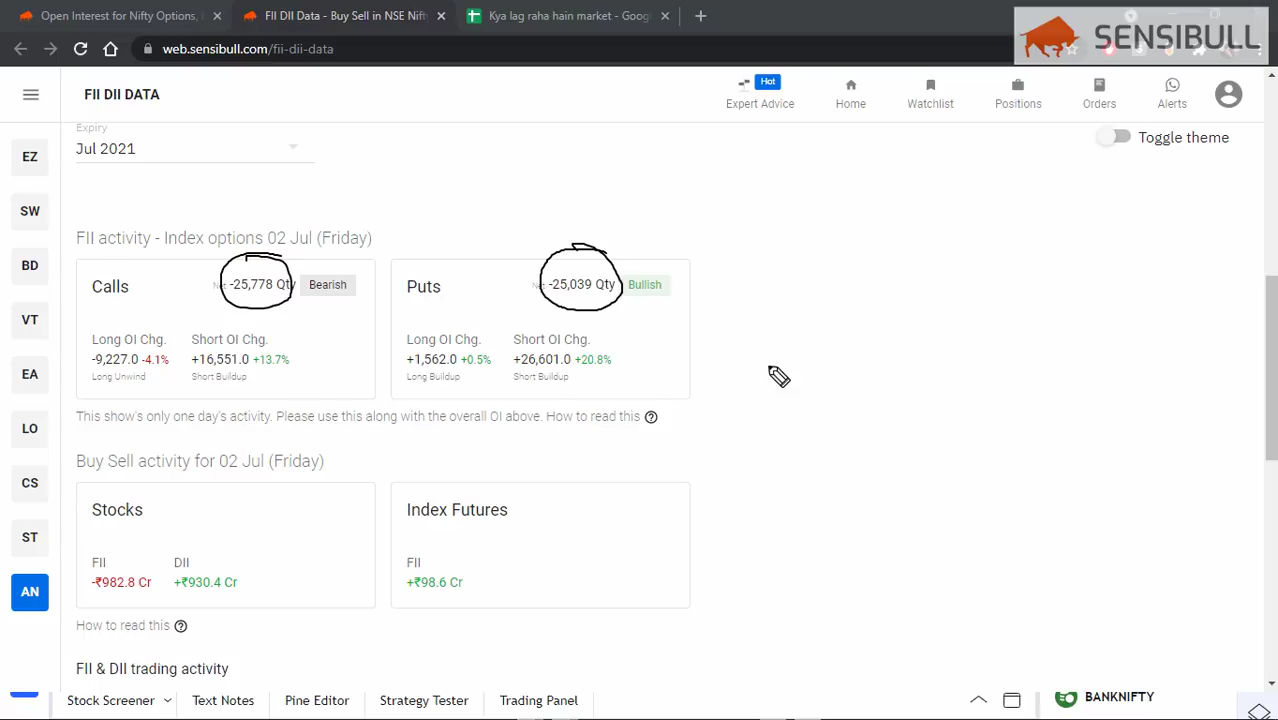 Open Interest for Nifty Options,
FII DII Data - Buy Sell in NSE Nift
Kya lag raha hain market - Goog
web.sensibull.com/fii-dii-data
SENSIBULL
FII DII DATA
Hot
Expert Advice
Home
Watchlist
Positions
Orders
Alerts
Expiry
Jul 2021
Toggle theme
EZ
SW
BD
VT
EA
LO
CS
ST
AN
FII activity - Index options 02 Jul (Friday)
Calls
-25,778 Qty
Bearish
Long OI Chg.
Short OI Chg.
-9,227.0 -4.1%
+16,551.0 +13.7%
Long Unwind
Short Buildup
Puts
-25,039 Qty
Bullish
Long OI Chg.
Short OI Chg.
+1,562.0 +0.5%
+26,601.0 +20.8%
Long Buildup
Short Buildup
This show's only one day's activity. Please use this along with the overall OI above. How to read this
Buy Sell activity for 02 Jul (Friday)
Stocks
FII
DII
-₹982.8 Cr
+₹930.4 Cr
Index Futures
FII
+₹98.6 Cr
How to read this
FII & DII trading activity
Stock Screener
Text Notes
Pine Editor
Strategy Tester
Trading Panel
BANKNIFTY